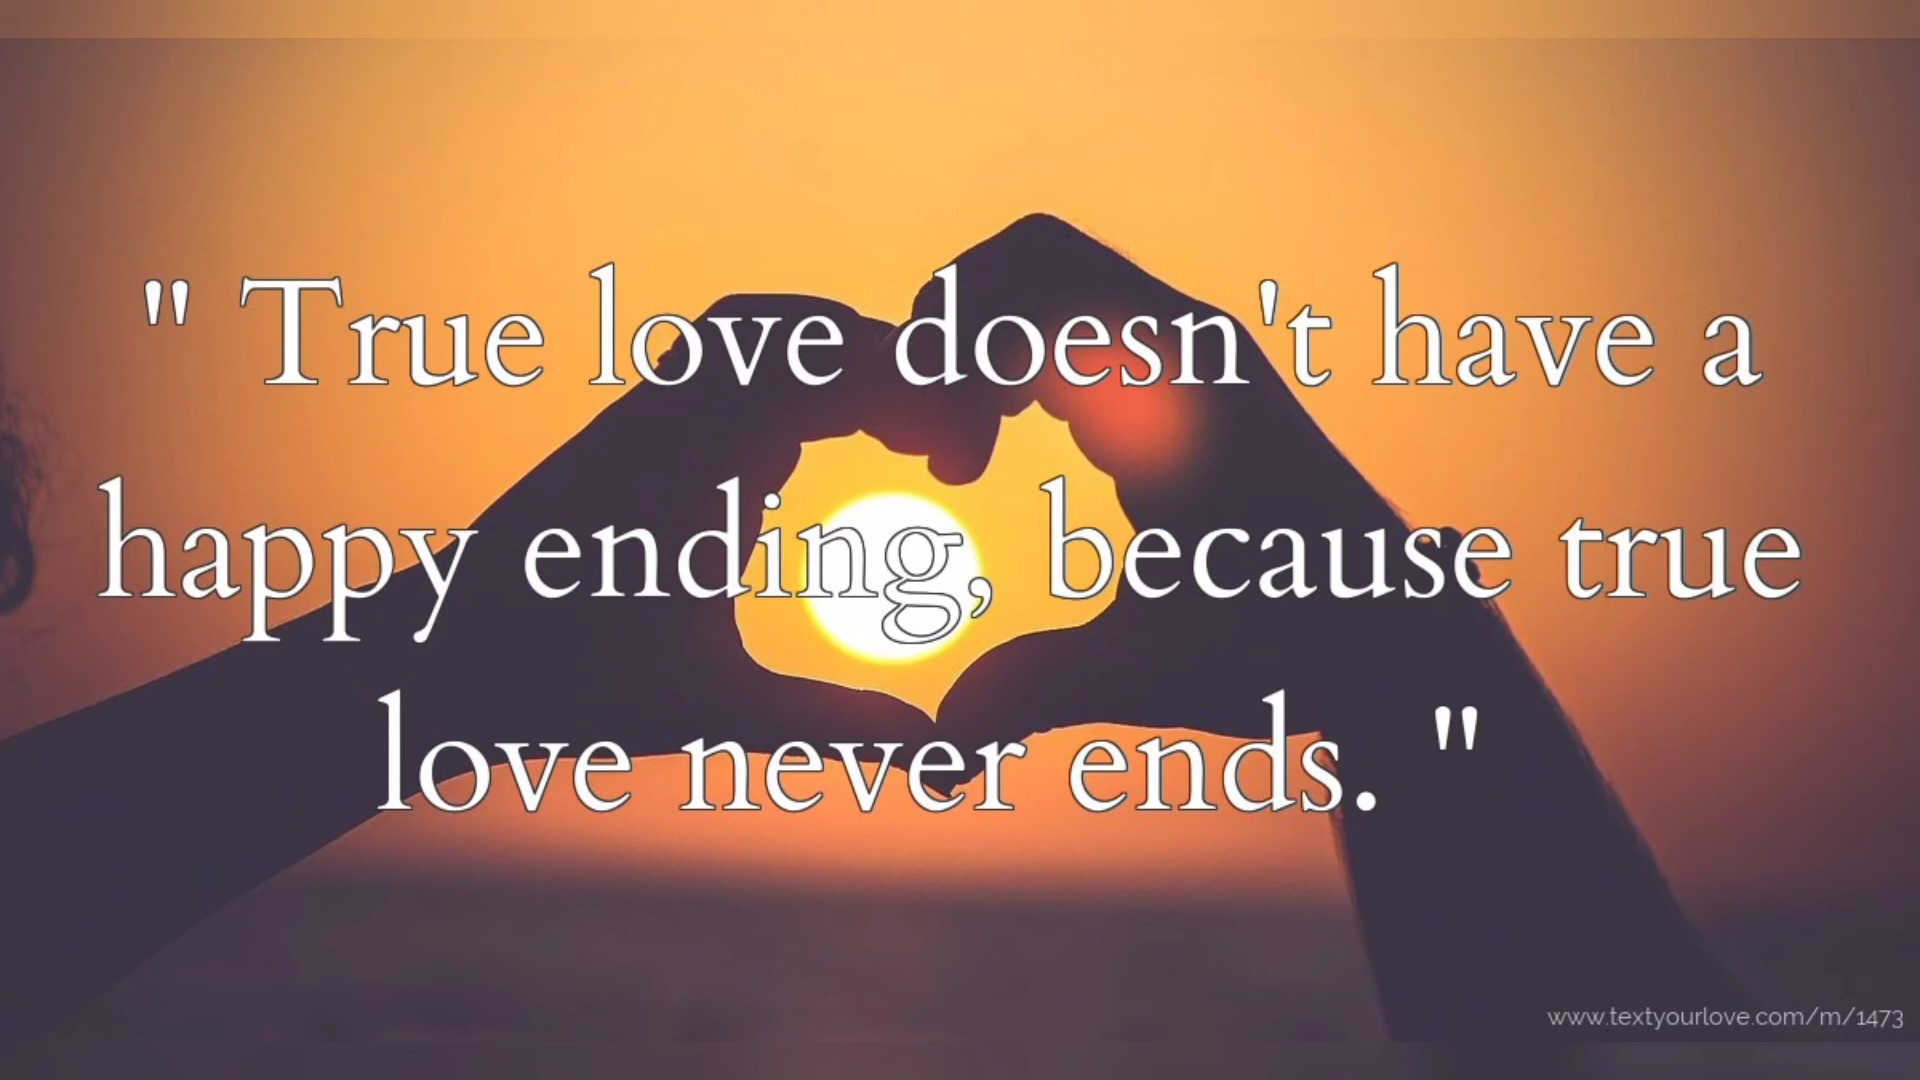 " True love doesn't have a
happy ending, because true
love never ends. "
www.textyourlove.com/m/1473